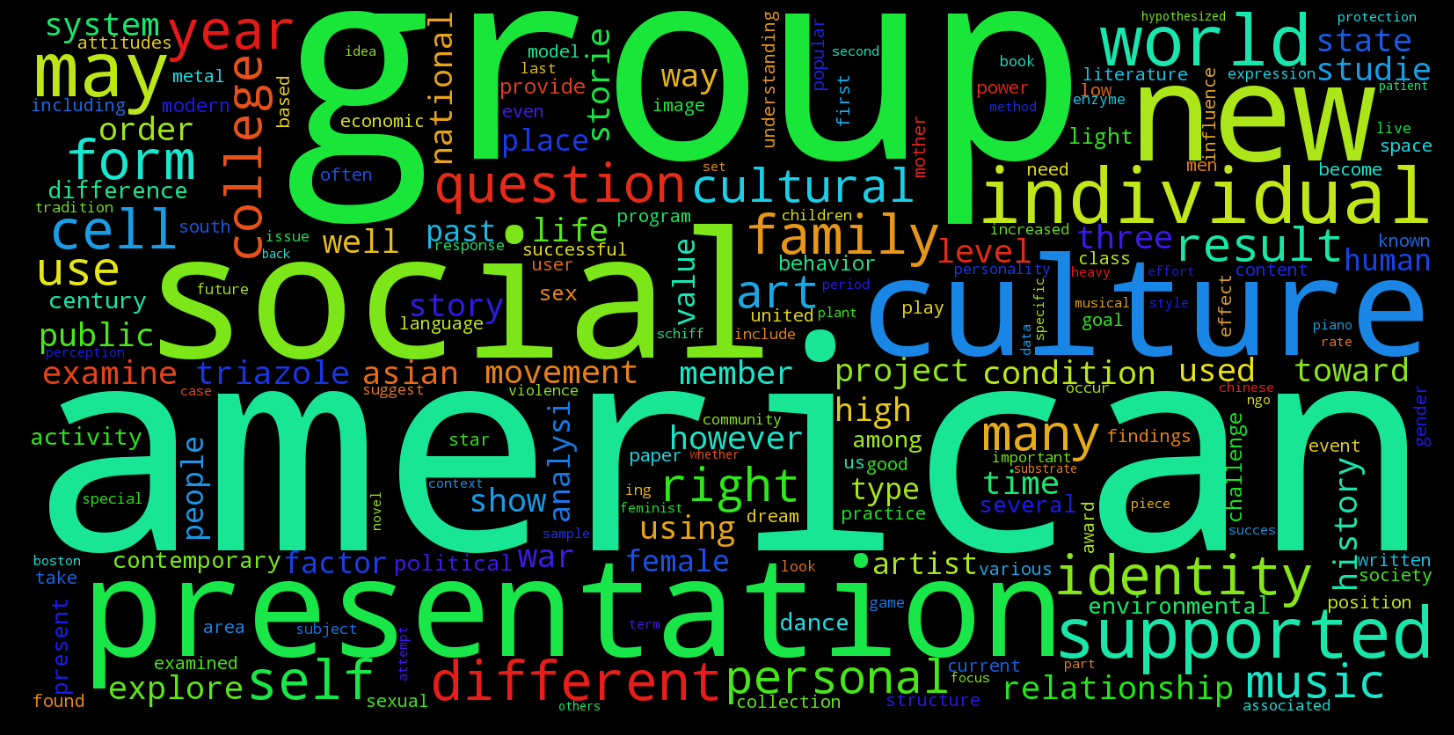 system
attitudes
year
group
hypothesized
protection
world
state
may
metal
college
based
national
model.
last
storie
idea
way
understanding
popular
second
first
book
power
literature
low
expression
studie
patient
including
modern
provide
even
image
economic
method
enzyme
new
influence
order
place
light
live
space
form
often
question
set
cultural
mother
need
men
become
difference
tradition
individual
cell
south
issue
back
well
past
response
life
successful
program
children
family
increased
level
three
class
result
known
human
use
user
behavior
personality
heavy
effort
content
century
future
social.
story
language
sex
value
art
period
united
plant
play
culture
specific
musical
style
goal
effect
public
perception
schiff
include
data
piano
rate
examine
triazole
asian
movement
member
project
condition
used
toward
case
suggest
violence
occur
chinese
ngo
gender
american
activity
people
star
analysi
community
however
high
among
many
findings
challenge
event
history
paper
whether
us
good
important
substrate
special
context
novel
show
ing
feminist
right
type
time
several
piece
sample
using
dream
practice
award
succes
boston
take
contemporary
factor
political
war
female
look
artist
various
identity
written
society
presentation
environmental
position
present
area
subject
term
attempt
dance
game
supported
examined
explore
self
different
personal
current
focus
part
relationship
music
found
sexual
others
collection
structure
associated